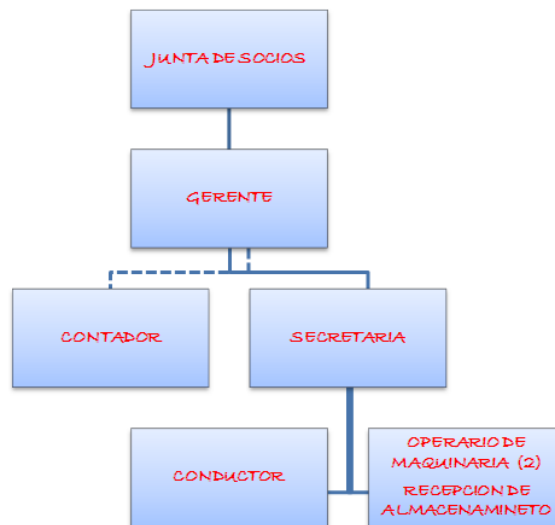 JUNTA DE SOCIOS
GERENTE
CONTADOR
SECRETARIA
CONDUCTOR
OPERARIO DE
MAQUINARIA (2)
RECEPCION DE
ALMACENAMINETO